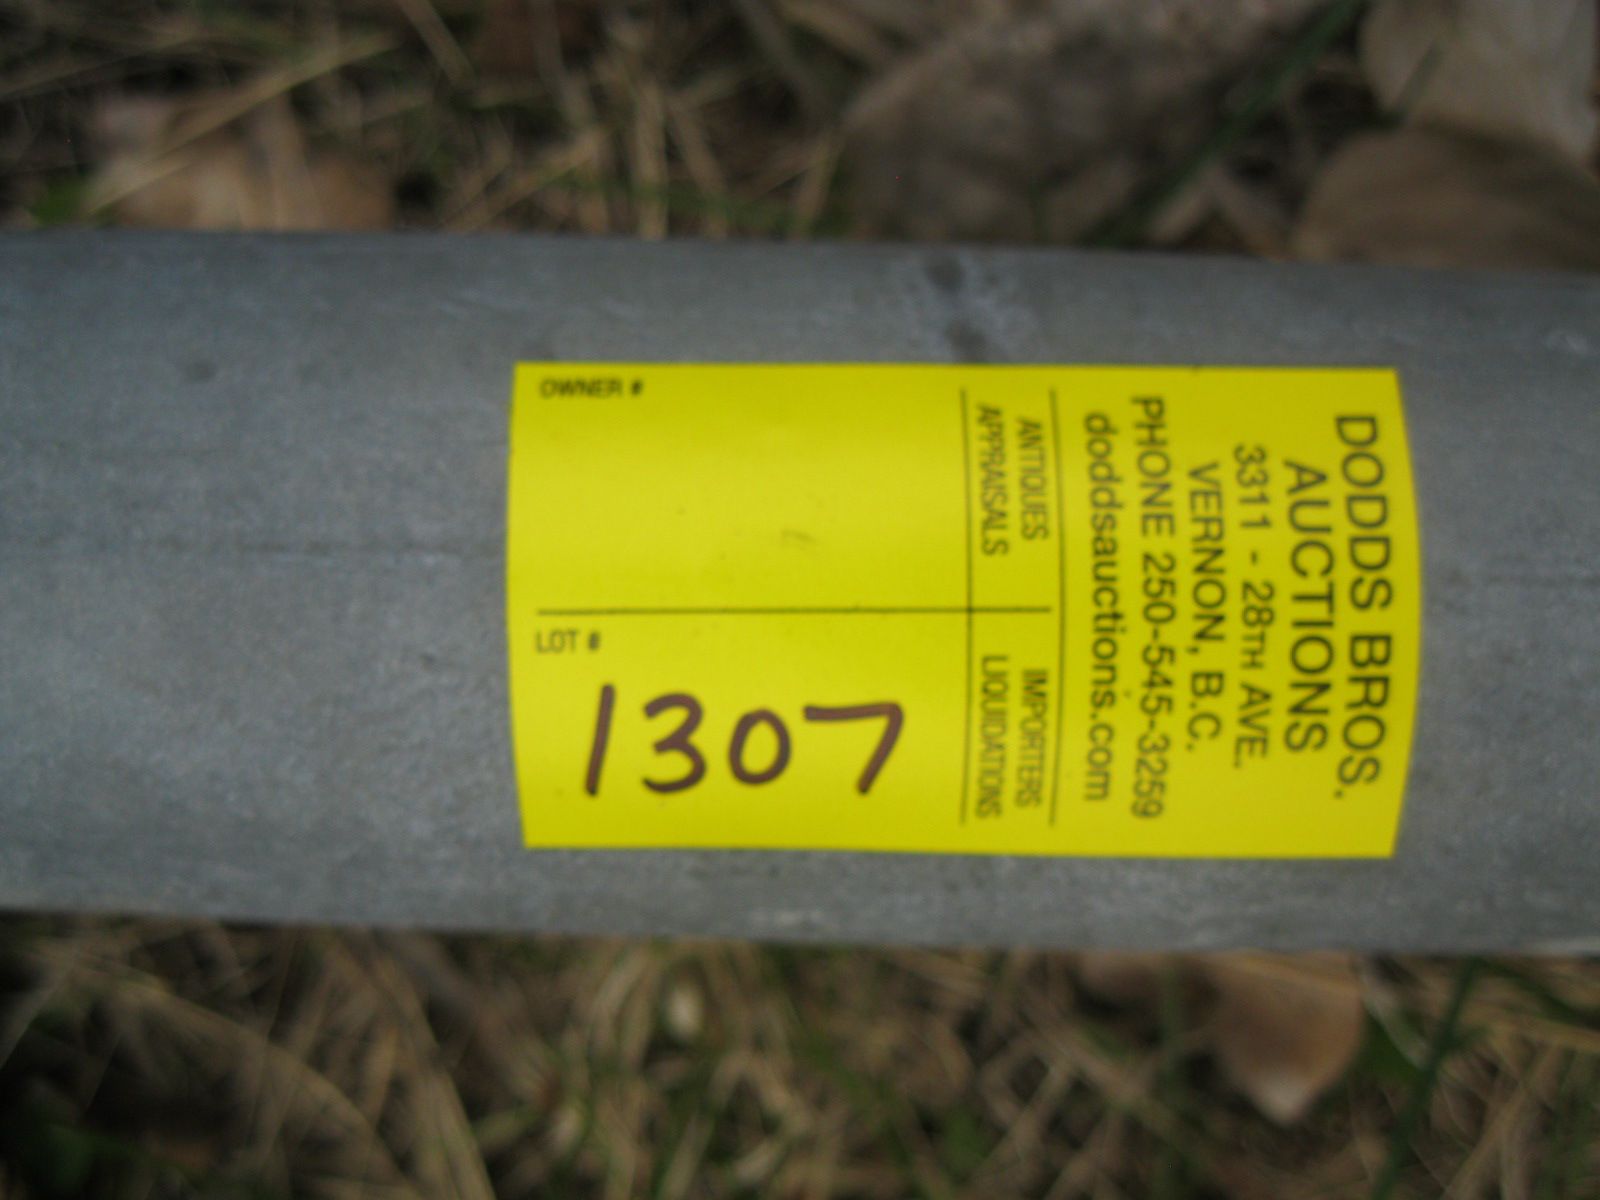 DODDS BROS.
AUCTIONS
3311 - 28TH AVE.
VERNON, B.C.
PHONE 250-545-3259
doddsauctions.com
ANTIQUES IMPORTERS
APPRAISALS LIQUIDATIONS
OWNER #
LOT #
1307